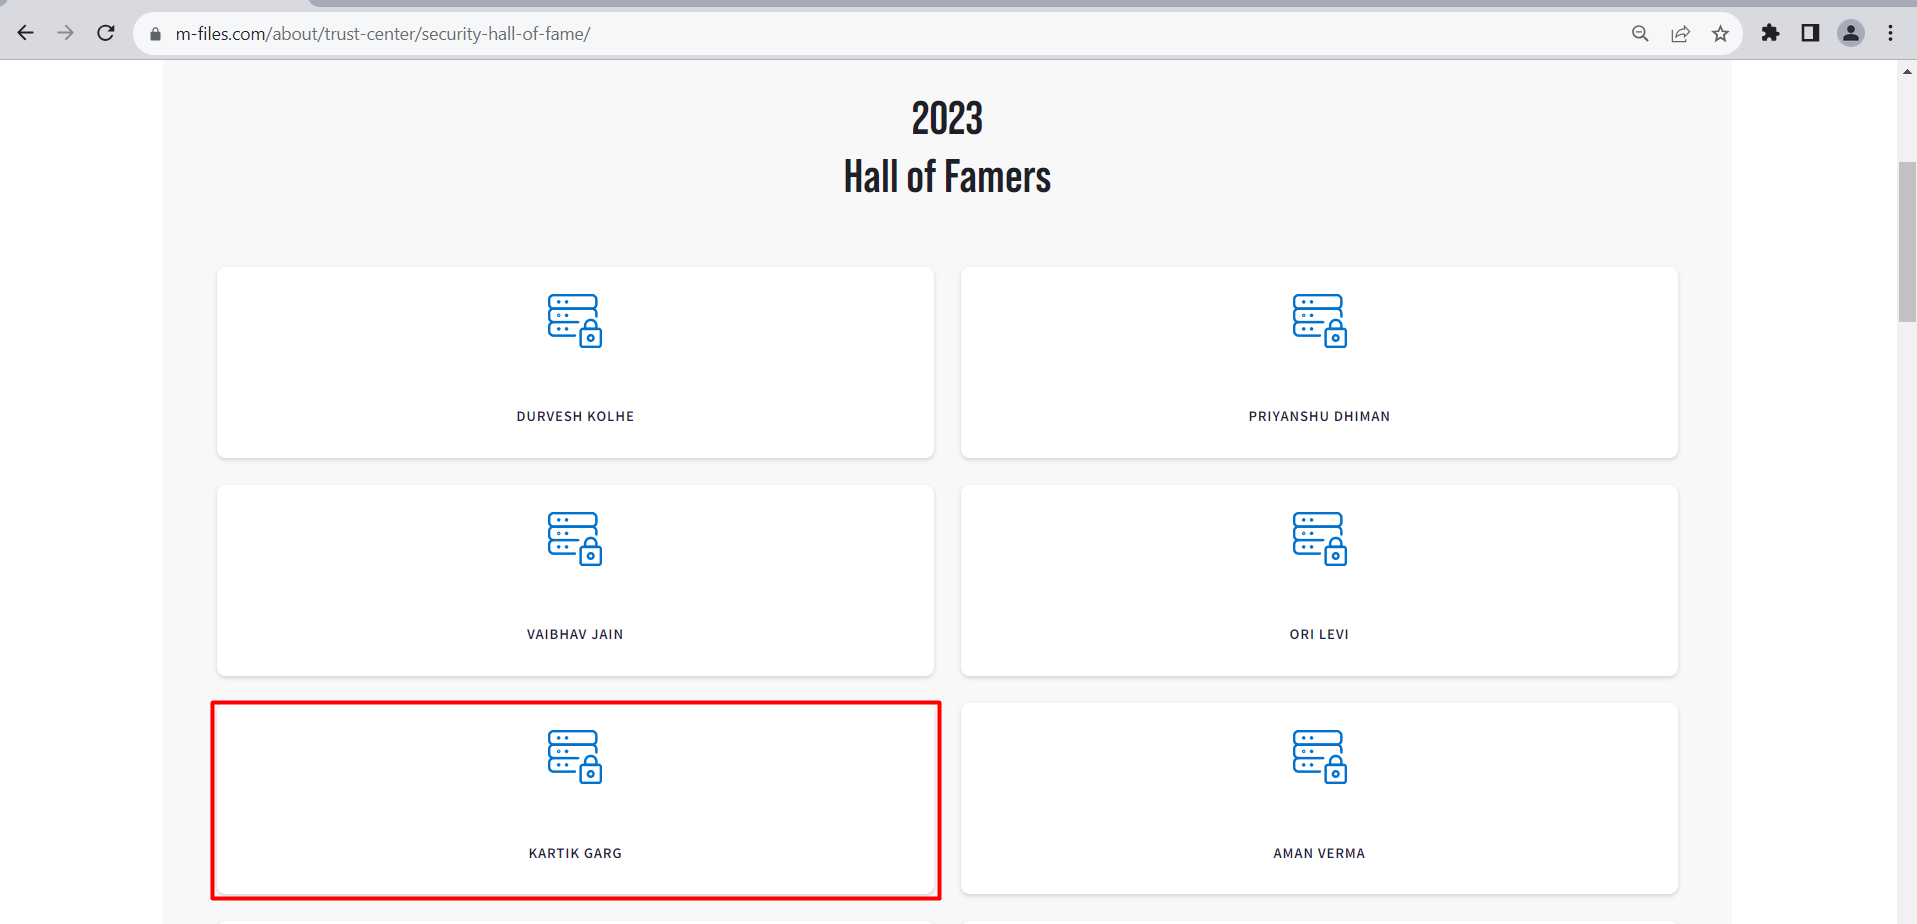 m-files.com/about/trust-center/security-hall-of-fame/
2023
Hall of Famers
DURVESH KOLHE
PRIYANSHU DHIMAN
VAIBHAV JAIN
ORI LEVI
KARTIK GARG
AMAN VERMA